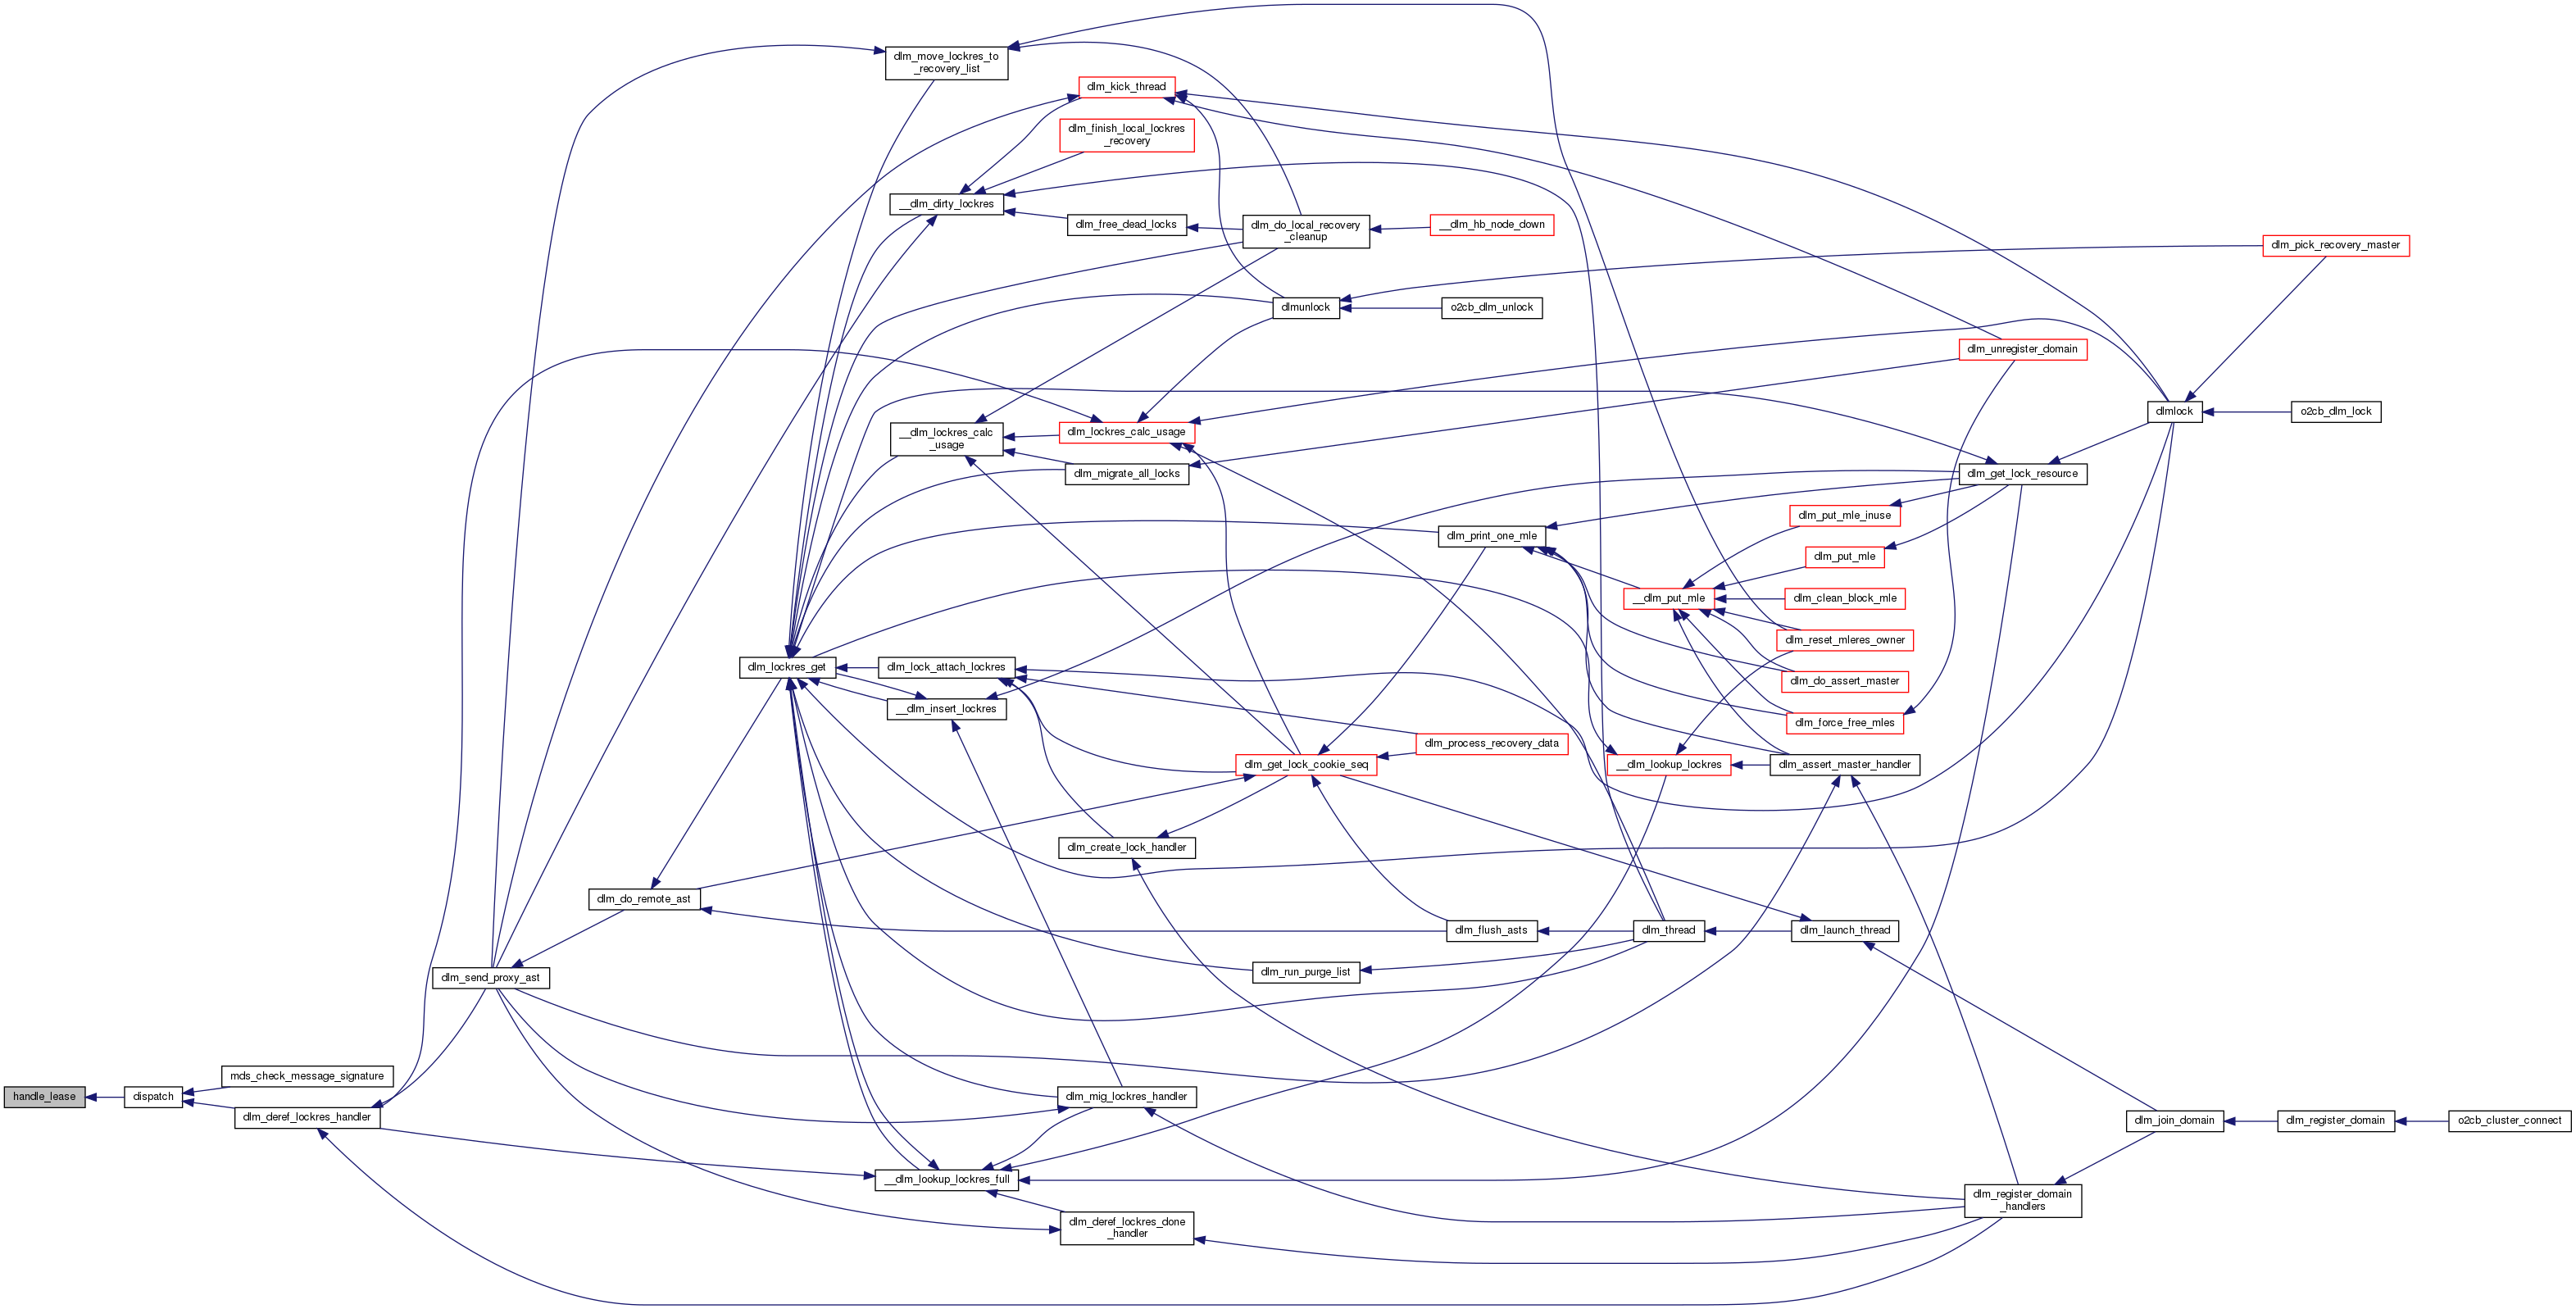 dlm_move_lockres_to
_recovery_list
dlm_kick_thread
dlm_finish_local_lockres
_recovery
__dlm_dirty_lockres
dlm_free_dead_locks
dlm_do_local_recovery
_cleanup
__dlm_hb_node_down
dlm_pick_recovery_master
dlmunlock
o2cb_dlm_unlock
dlm_unregister_domain
dlmlock
o2cb_dlm_lock
__dlm_lockres_calc
_usage
dlm_lockres_calc_usage
dlm_migrate_all_locks
dlm_get_lock_resource
dlm_put_mle_inuse
dlm_print_one_mle
dlm_put_mle
__dlm_put_mle
dlm_clean_block_mle
dlm_reset_mleres_owner
dlm_lockres_get
dlm_lock_attach_lockres
dlm_do_assert_master
__dlm_insert_lockres
dlm_force_free_mles
dlm_process_recovery_data
dlm_get_lock_cookie_seq
__dlm_lookup_lockres
dlm_assert_master_handler
dlm_create_lock_handler
dlm_do_remote_ast
dlm_flush_asts
dlm_thread
dlm_launch_thread
dlm_run_purge_list
dlm_send_proxy_ast
mds_check_message_signature
handle_lease
dispatch
dlm_deref_lockres_handler
dlm_mig_lockres_handler
dlm_join_domain
dlm_register_domain
o2cb_cluster_connect
__dlm_lookup_lockres_full
dlm_register_domain
_handlers
dlm_deref_lockres_done
_handler